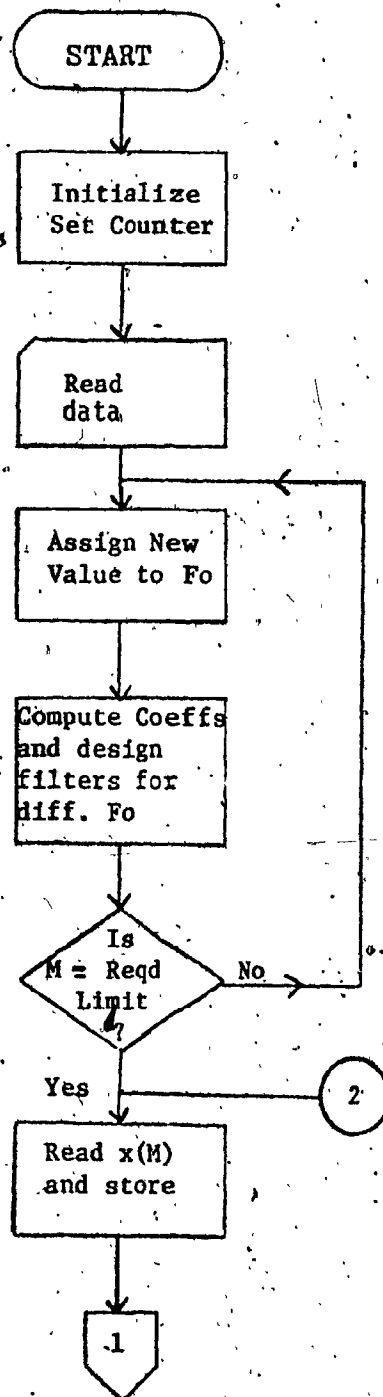 START
Initialize
Set Counter
Read
data
Assign New
Value to Fo
Compute Coeffs
and design
filters for
diff. Fo
Is
M = Reqd
Limit
?
No
Yes
2
Read x(M)
and store
1